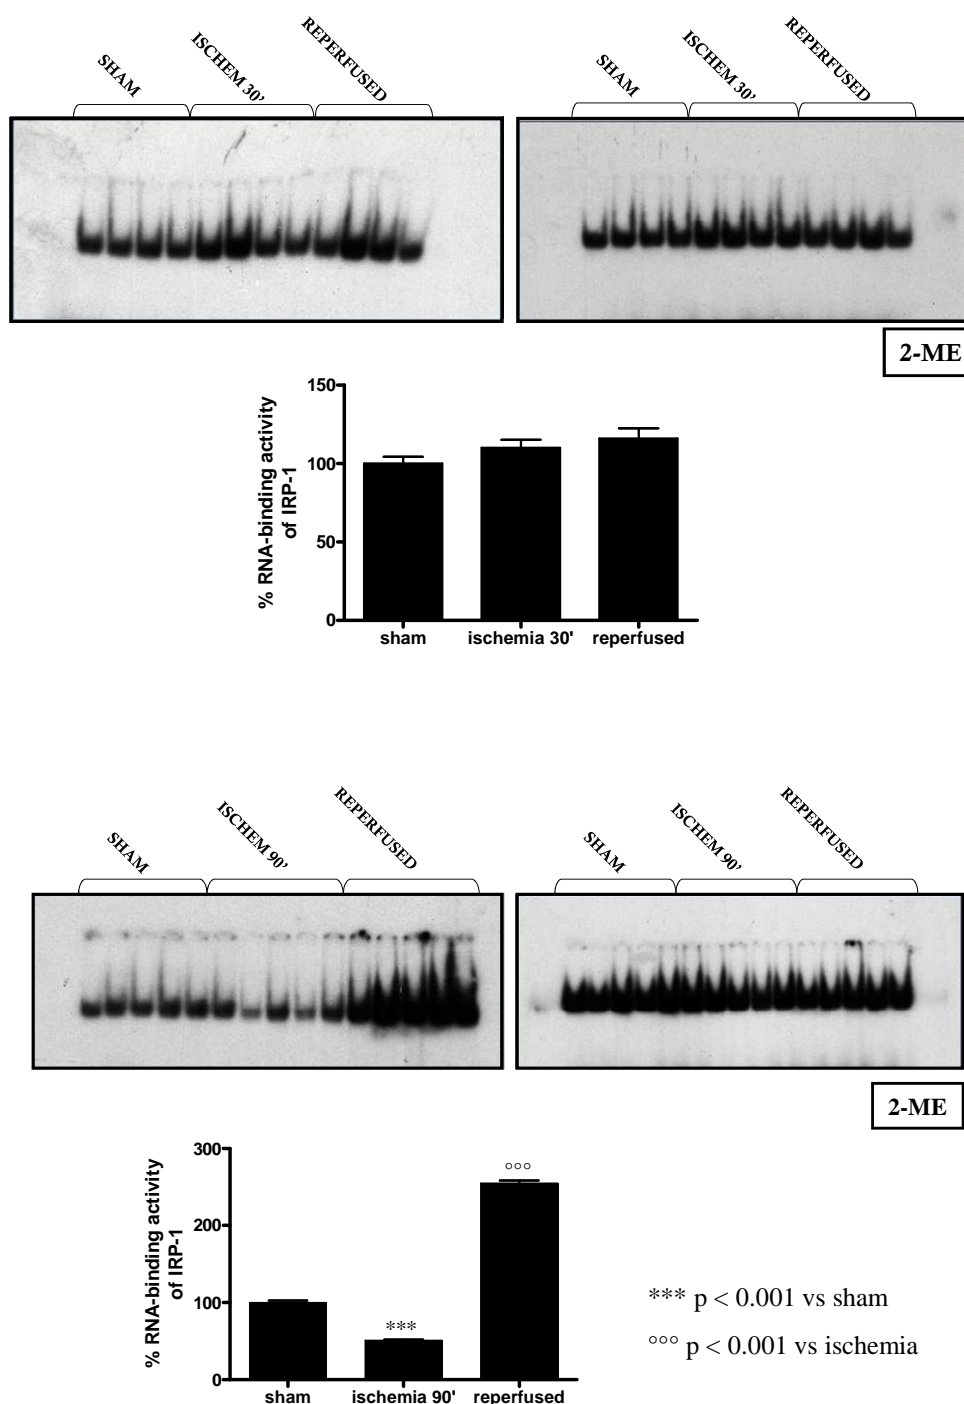 SHAM
ISCHEM 30’
REPERFUSED
SHAM
ISCHEM 30’
REPERFUSED
2-ME
150
100
50
0
% RNA-binding activity
of IRP-1
sham
ischemia 30'
reperfused
SHAM
ISCHEM 90’
REPERFUSED
SHAM
ISCHEM 90’
REPERFUSED
2-ME
300
200
100
0
% RNA-binding activity
of IRP-1
***
°°°
sham
ischemia 90'
reperfused
*** p < 0.001 vs sham
°°° p < 0.001 vs ischemia